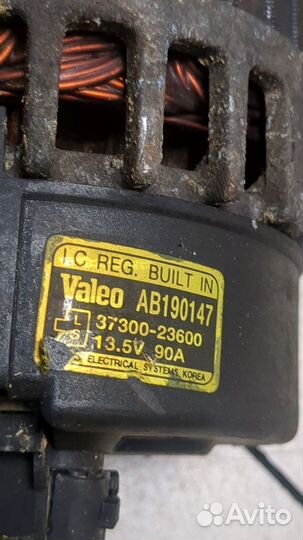 I.C REG. BUILT IN
Valeo AB190147
37300-23600
13.5V 90A
ELECTRICAL SYSTEMS KOREA
Avito